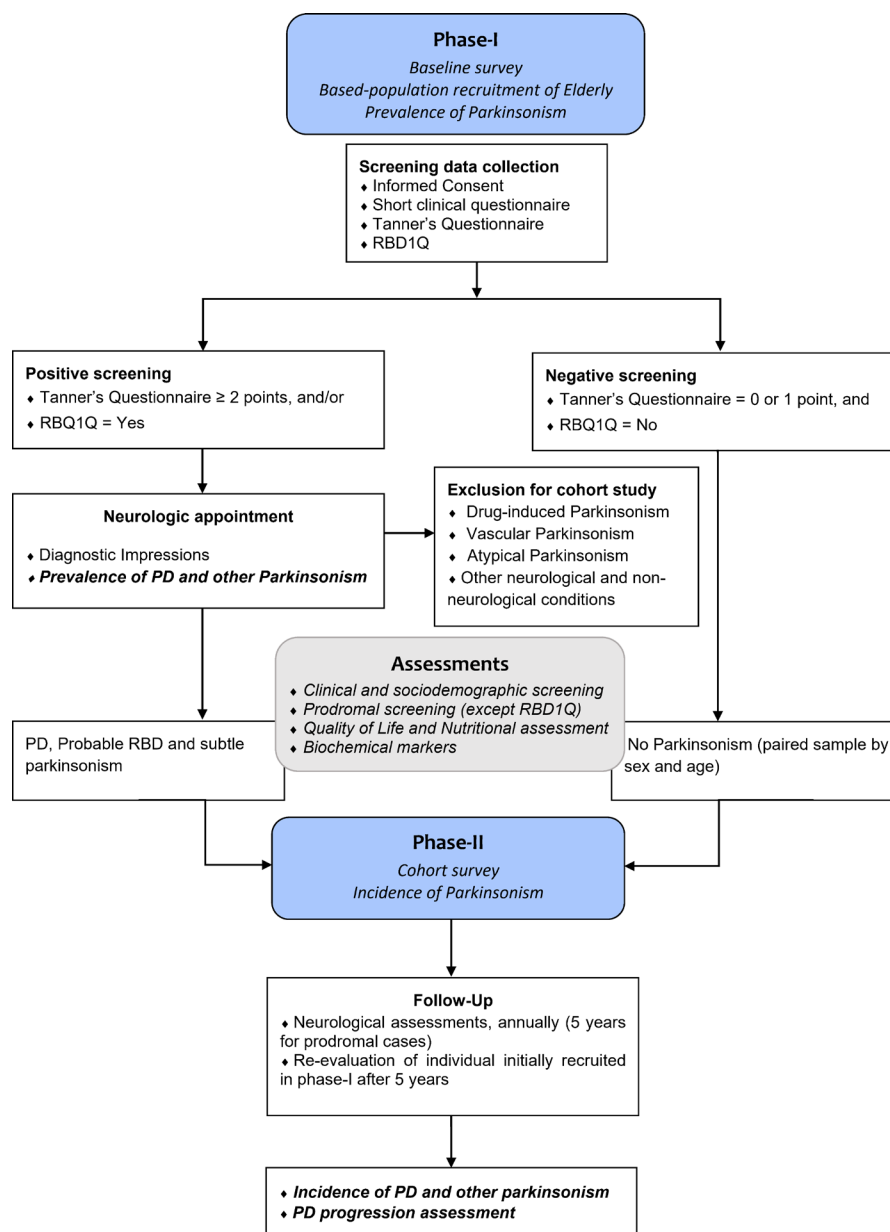 Phase-I
Baseline survey
Based-population recruitment of Elderly
Prevalence of Parkinsonism
Screening data collection
♦ Informed Consent
♦ Short clinical questionnaire
♦ Tanner's Questionnaire
♦ RBD1Q
Positive screening
♦ Tanner's Questionnaire ≥ 2 points, and/or
♦ RBQ1Q = Yes
Negative screening
♦ Tanner's Questionnaire = 0 or 1 point, and
♦ RBQ1Q = No
Neurologic appointment
♦ Diagnostic Impressions
♦ Prevalence of PD and other Parkinsonism
Exclusion for cohort study
♦ Drug-induced Parkinsonism
♦ Vascular Parkinsonism
♦ Atypical Parkinsonism
♦ Other neurological and non-
neurological conditions
Assessments
♦ Clinical and sociodemographic screening
♦ Prodromal screening (except RBD1Q)
♦ Quality of Life and Nutritional assessment
♦ Biochemical markers
PD, Probable RBD and subtle
parkinsonism
No Parkinsonism (paired sample by
sex and age)
Phase-II
Cohort survey
Incidence of Parkinsonism
Follow-Up
♦ Neurological assessments, annually (5 years
for prodromal cases)
♦ Re-evaluation of individual initially recruited
in phase-I after 5 years
♦ Incidence of PD and other parkinsonism
♦ PD progression assessment